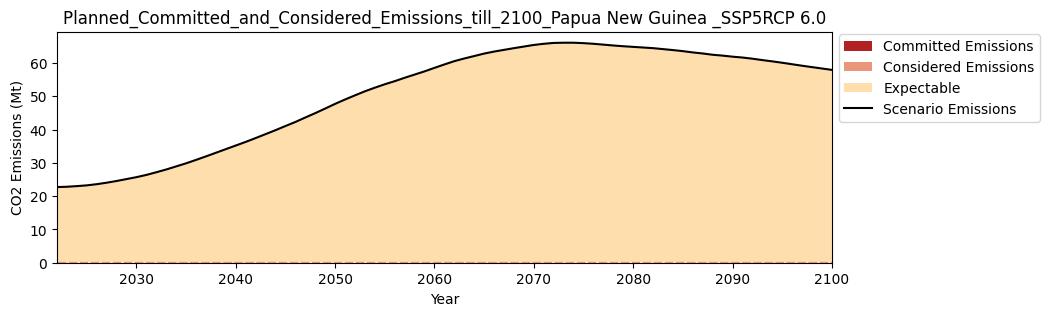 Planned_Committed_and_Considered_Emissions_till_2100_Papua New Guinea _SSP5RCP 6.0
CO2 Emissions (Mt)
60
50
40
30
20
10
0
2030 2040 2050 2060 2070 2080 2090 2100
Year
Committed Emissions
Considered Emissions
Expectable
Scenario Emissions